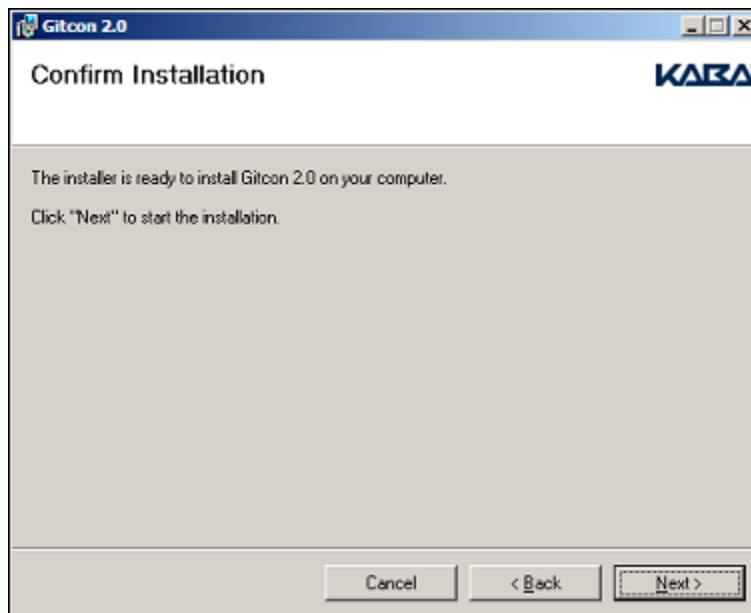 Gitcon 2.0
Confirm Installation
KABA
The installer is ready to install Gitcon 2.0 on your computer.
Click "Next" to start the installation.
Cancel
< Back
Next >